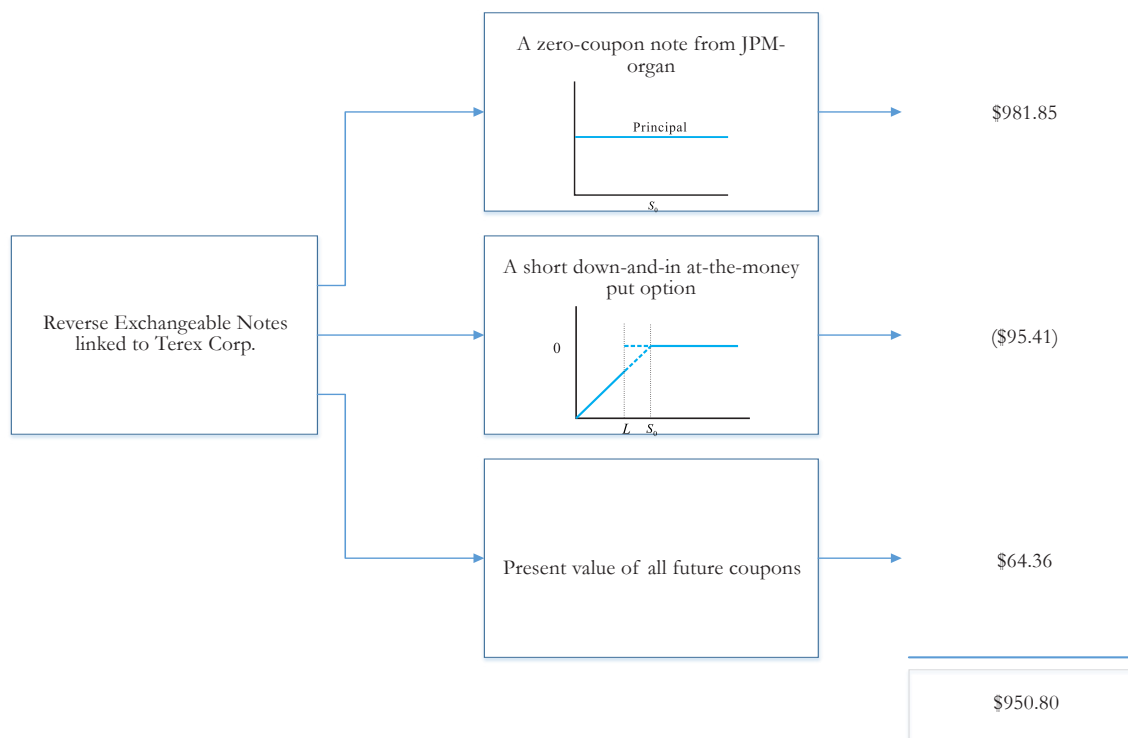 A zero-coupon note from JPM-
organ
Principal
S₀
$981.85
Reverse Exchangeable Notes
linked to Terex Corp.
A short down-and-in at-the-money
put option
0
L S₀
($95.41)
Present value of all future coupons
$64.36
$950.80